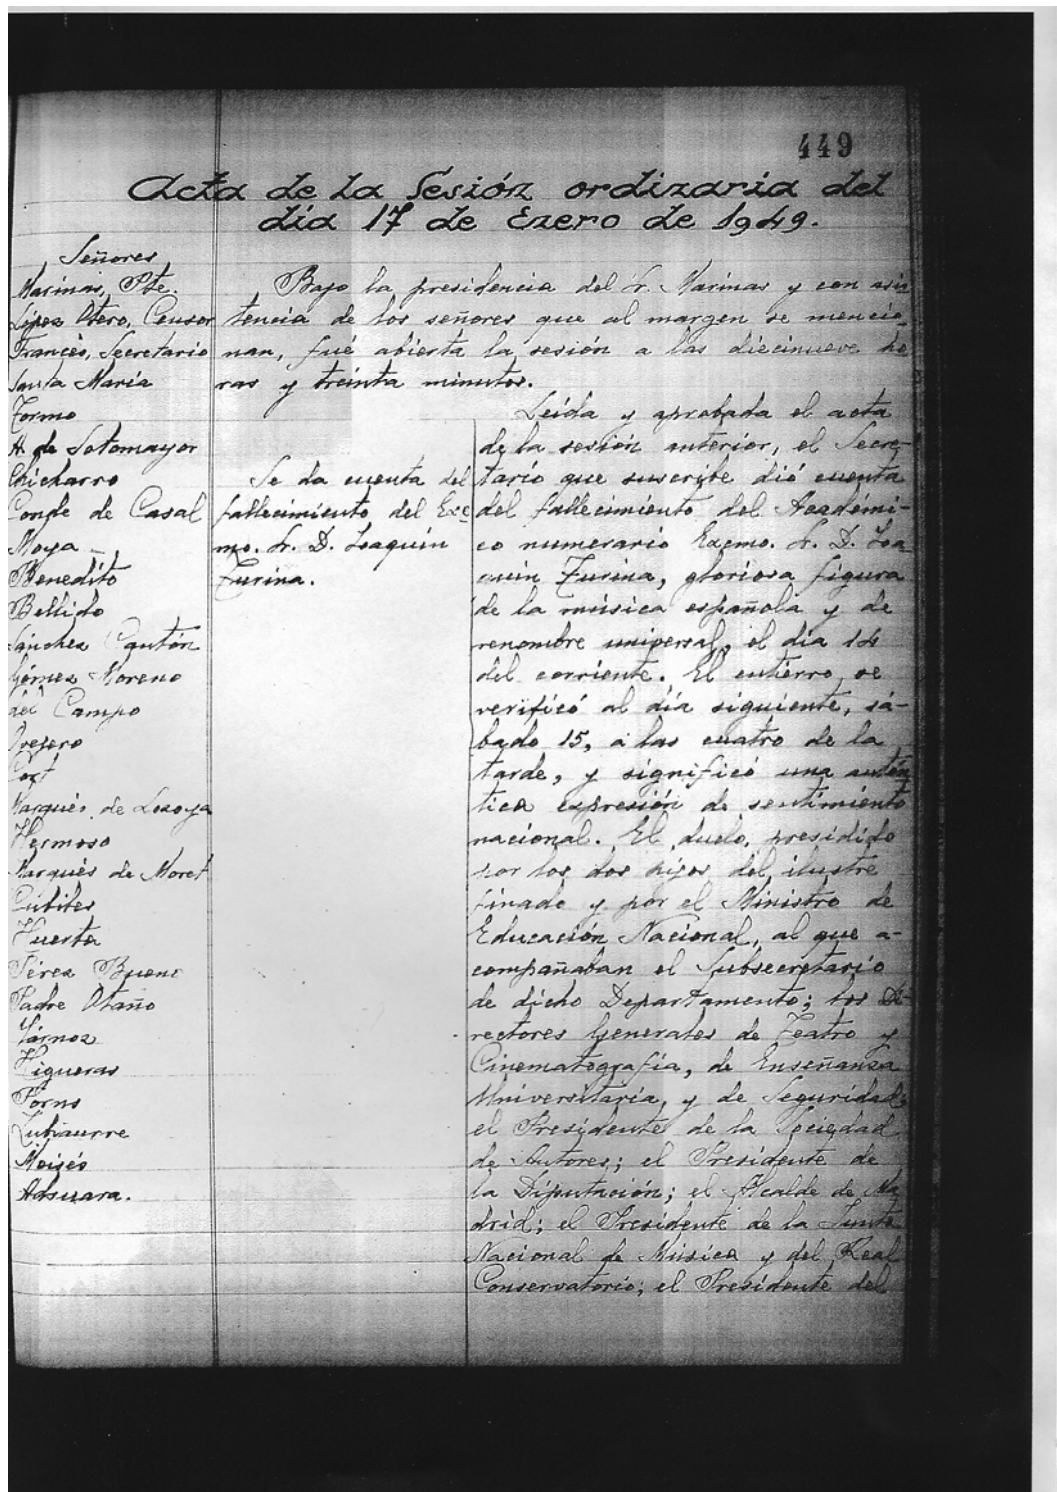 449
Acta de la Sesión ordinaria del
día 17 de Enero de 1949.
Señores
Marinas, Pte.
López Otero, Censor
Francés, Secretario
Santa María
Tormo
A. de Sotomayor
Chicharro
Conde de Casal
Moya
Benedito
Bellido
Sánchez Cantón
Gómez Moreno
del Campo
Cort
Marqués de Lozoya
Hermoso
Marqués de Moret
Cubiles
Huerta
Pérez Bueno
Padre Otaño
Yárnoz
Higueras
Forns
Zubiaurre
Moisés
Adsuara.
Bajo la presidencia del Sr. Marinas y con asis
tencia de los señores que al margen se mencio-
nan, fué abierta la sesión a las diecinueve ho
ras y treinta minutos.
Se da cuenta del
fallecimiento del Exc
mo. Sr. D. Joaquín
Turina.
Leída y aprobada el acta
de la sesión anterior, el Secre-
tario que suscribe dió cuenta
del fallecimiento del Académi-
co numerario Excmo. Sr. D. Joa
quín Turina, gloriosa figura
de la música española y de
renombre universal, el día 14
del corriente. El entierro se
verificó al día siguiente, sá-
bado 15, a las cuatro de la
tarde, y significó una autén
tica expresión de sentimiento
nacional. El duelo, presidido
por los dos hijos del ilustre
finado y por el Ministro de
Educación Nacional, al que a-
compañaban el Subsecretario
de dicho Departamento; los Di-
rectores Generales de Teatro y
Cinematografía, de Enseñanza
Universitaria, y de Seguridad;
el Presidente de la Sociedad
de Autores; el Presidente de
la Diputación; el Alcalde de Ma
drid; el Presidente de la Junta
Nacional de Música y del Real
Conservatorio; el Presidente del